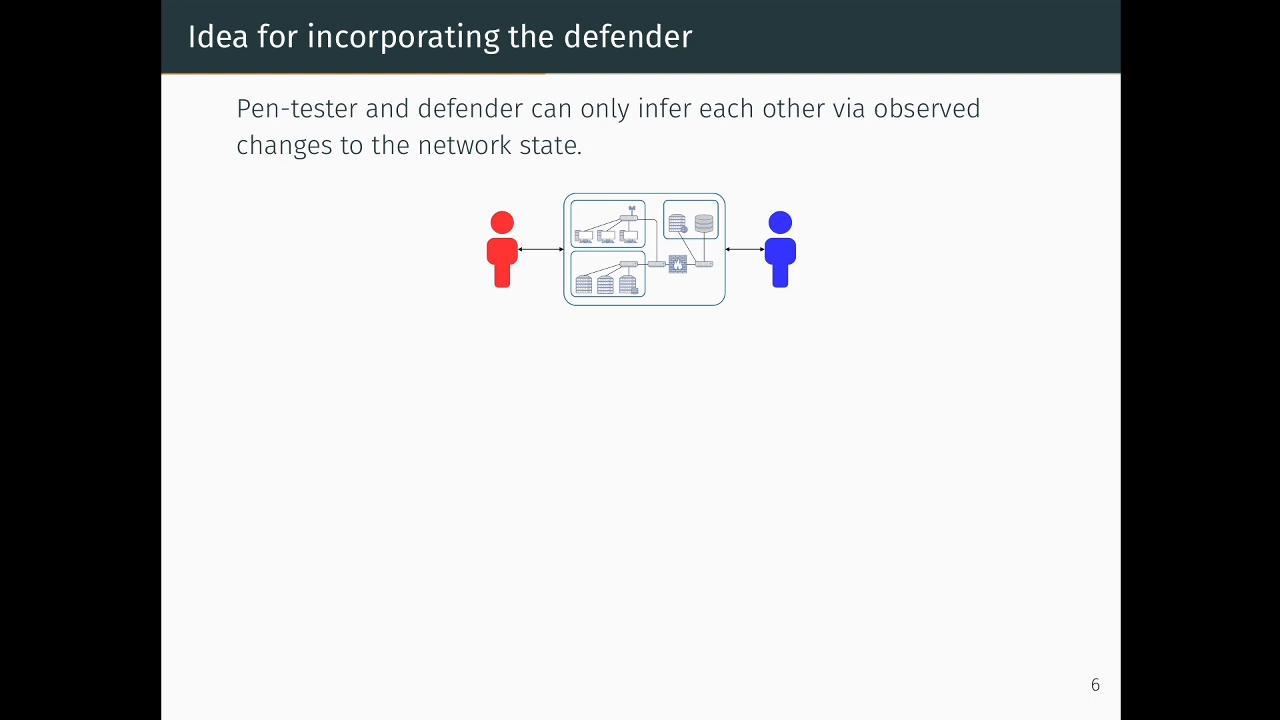 Idea for incorporating the defender
Pen-tester and defender can only infer each other via observed
changes to the network state.
6